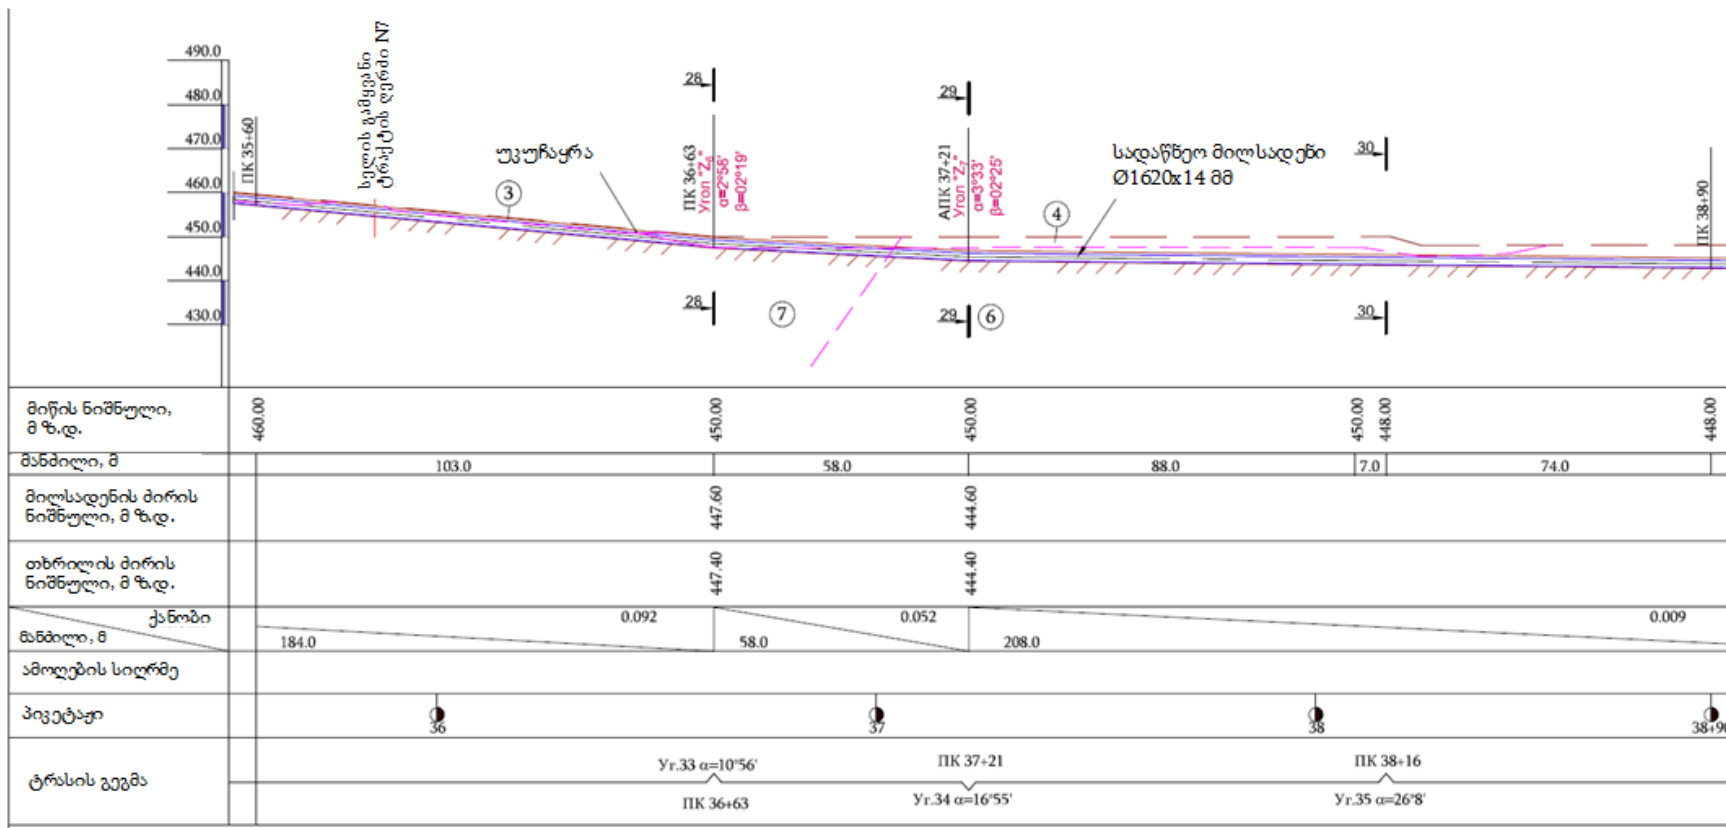 490.0
480.0
470.0
460.0
450.0
440.0
430.0
ПК 35+60
სელის გამყვანი
ტრაქტის ღერძი N7
უკუჩაყრა
3
28
28
ПК 36+63
Угол "Z6"
α=2°58'
β=02°19'
29
29
АПК 37+21
Угол "Z7"
α=3°33'
β=02°25'
სადაწნეო მილსადენი
Ø1620x14 მმ
4
30
30
ПК 38+90
7
6
მიწის ნიშნული,
მ ზ.დ.
460.00 450.00 450.00 450.00 448.00 448.00
მანძილი, მ
103.0 58.0 88.0 7.0 74.0
მილსადენის ძირის
ნიშნული, მ ზ.დ.
447.60 444.60
თხრილის ძირის
ნიშნული, მ ზ.დ.
447.40 444.40
ქანობი
0.092 0.052 0.009
მანძილი, მ
184.0 58.0 208.0
ამოღების სიღრმე
პიკეტაჟი
36 37 38 38+90
ტრასის გეგმა
Уг.33 α=10°56'
ПК 36+63
ПК 37+21
Уг.34 α=16°55'
ПК 38+16
Уг.35 α=26°8'